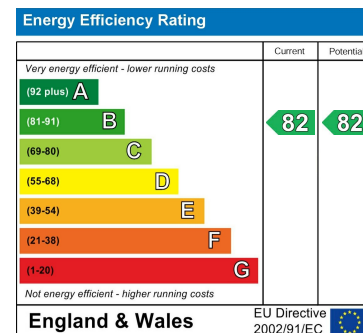 Energy Efficiency Rating
Current Potential
Very energy efficient - lower running costs
(92 plus) A
(81-91) B 82 82
(69-80) C
(55-68) D
(39-54) E
(21-38) F
(1-20) G
Not energy efficient - higher running costs
England & Wales
EU Directive
2002/91/EC